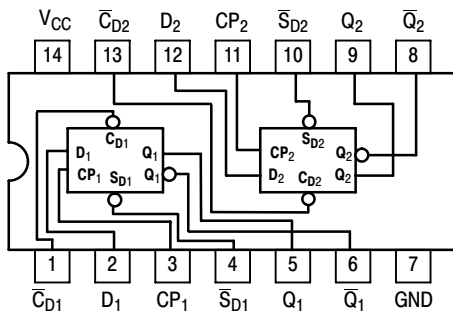 VCC C̅D2 D2 CP2 S̅D2 Q2 Q̅2
14 13 12 11 10 9 8
CD1 SD2
D1 Q1 CP2 Q2
CP1 SD1 Q1 D2 CD2 Q2
1 2 3 4 5 6 7
C̅D1 D1 CP1 S̅D1 Q1 Q̅1 GND